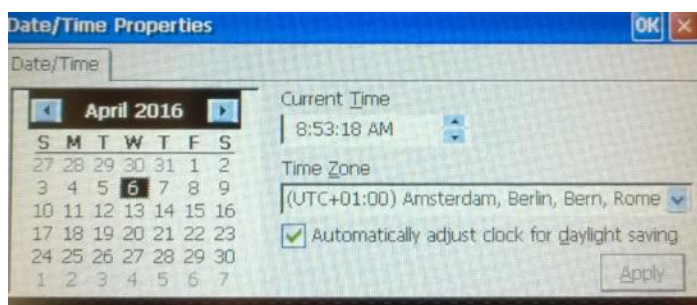 Date/Time Properties OK ×
Date/Time
April 2016
S M T W T F S
27 28 29 30 31 1 2
3 4 5 6 7 8 9
10 11 12 13 14 15 16
17 18 19 20 21 22 23
24 25 26 27 28 29 30
1 2 3 4 5 6 7
Current Time
8:53:18 AM
Time Zone
(UTC+01:00) Amsterdam, Berlin, Bern, Rome
Automatically adjust clock for daylight saving
Apply